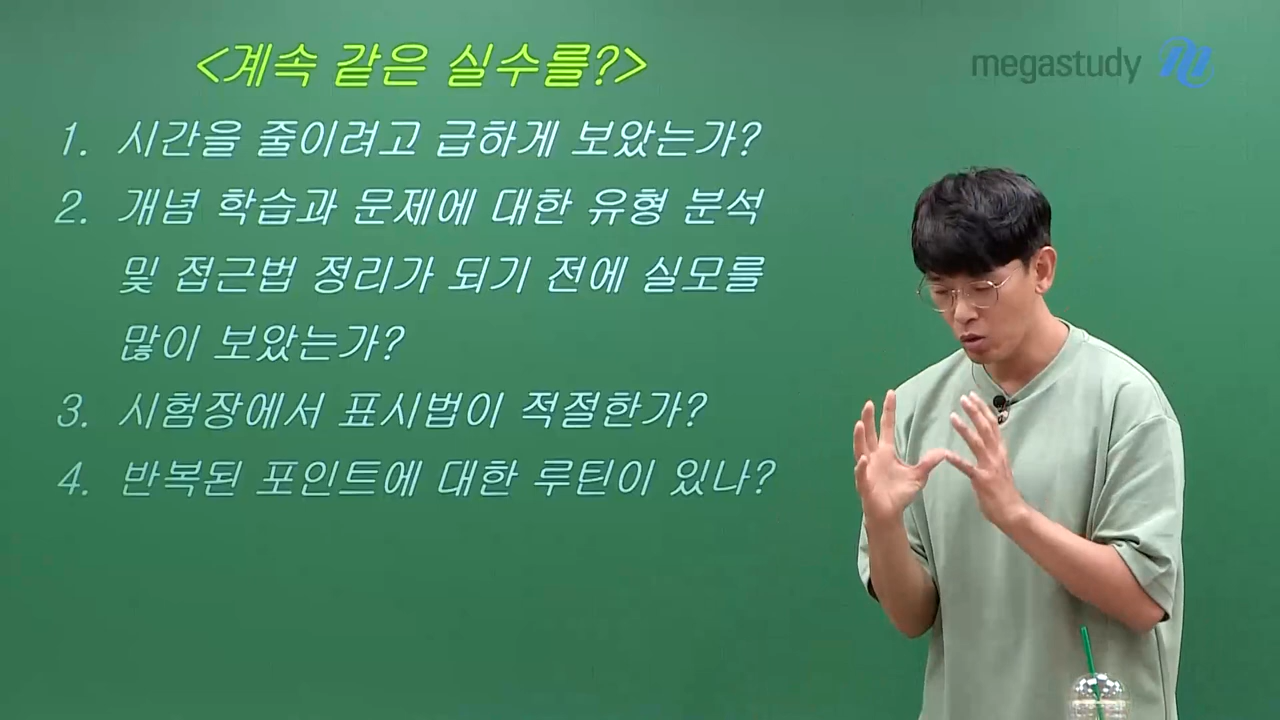 <계속 같은 실수를?>
megastudy
1. 시간을 줄이려고 급하게 보았는가?
2. 개념 학습과 문제에 대한 유형 분석
및 접근법 정리가 되기 전에 실모를
많이 보았는가?
3. 시험장에서 표시법이 적절한가?
4. 반복된 포인트에 대한 루틴이 있나?